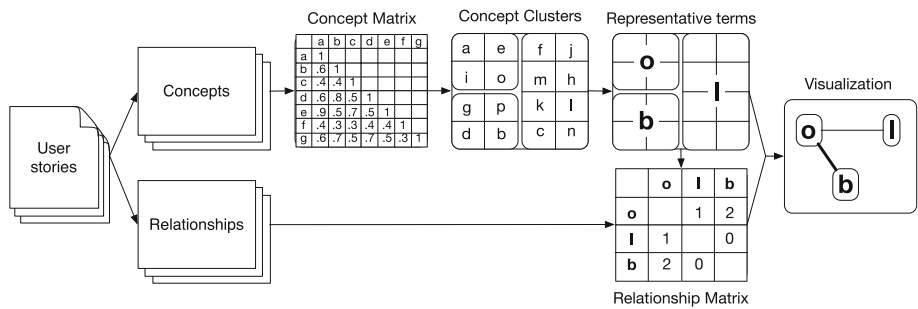 Concept Matrix
Concept Clusters
Representative terms
Visualization
User
stories
Concepts
Relationships
a b c d e f g
a 1
b .6 1
c .4 .4 1
d .6 .8 .5 1
e .9 .5 .7 .5 1
f .4 .3 .3 .4 .4 1
g .6 .7 .5 .7 .5 .3 1
a e f j
i o m h
g p k l
d b c n
o
l
b
o l b
o 1 2
l 1 0
b 2 0
Relationship Matrix
o l
b